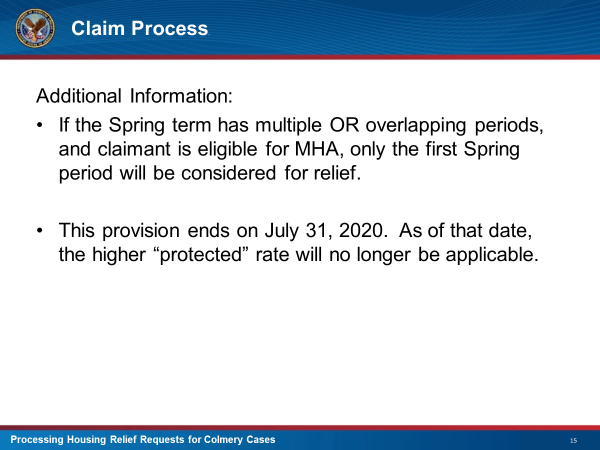 Claim Process
Additional Information:
• If the Spring term has multiple OR overlapping periods,
and claimant is eligible for MHA, only the first Spring
period will be considered for relief.
• This provision ends on July 31, 2020.  As of that date,
the higher “protected” rate will no longer be applicable.
Processing Housing Relief Requests for Colmery Cases
15